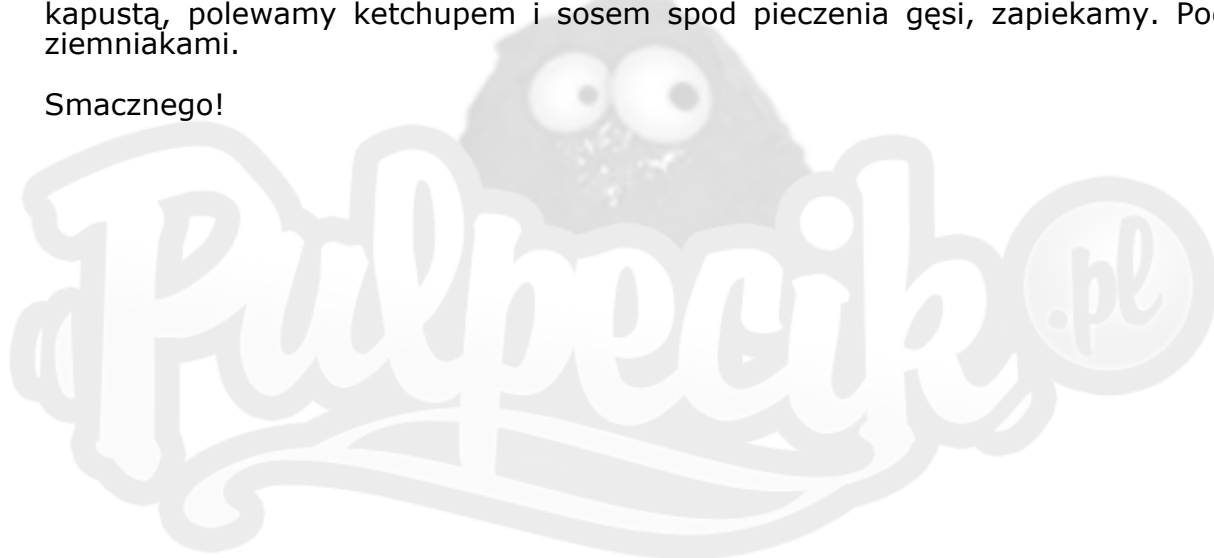 kapustą, polewamy ketchupem i sosem spod pieczenia gęsi, zapiekamy.
ziemniakami.
Smacznego!
Pulpecik .pl